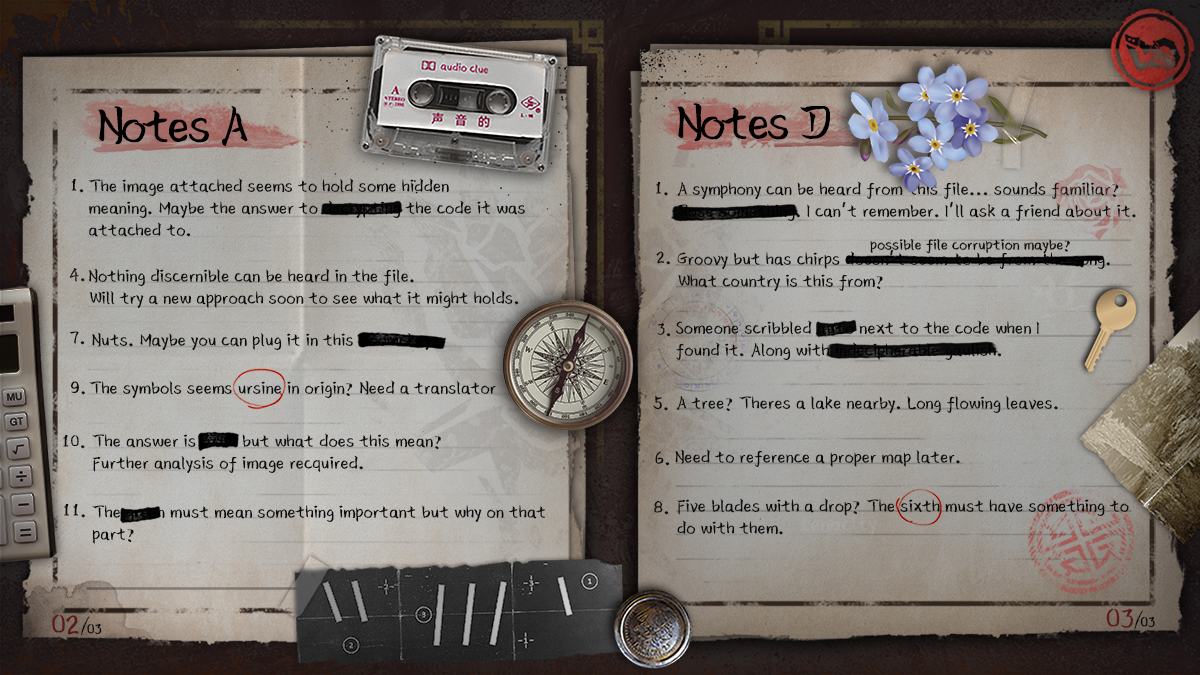 audio clue
A
STEREO
声音的
Notes A
1. The image attached seems to hold some hidden
meaning. Maybe the answer to the code it was
attached to.
4. Nothing discernible can be heard in the file.
Will try a new approach soon to see what it might holds.
7. Nuts. Maybe you can plug it in this
9. The symbols seems ursine in origin? Need a translator
10. The answer is but what does this mean?
Further analysis of image recquired.
11. The must mean something important but why on that
part?
02/03
MU
GT
√
÷
−
=
2
3
1
Notes D
1. A symphony can be heard from this file... sounds familiar?
I can't remember. I'll ask a friend about it.
possible file corruption maybe?
2. Groovy but has chirps
What country is this from?
3. Someone scribbled next to the code when I
found it. Along with
5. A tree? Theres a lake nearby. Long flowing leaves.
6. Need to reference a proper map later.
8. Five blades with a drop? The sixth must have something to
do with them.
03/03